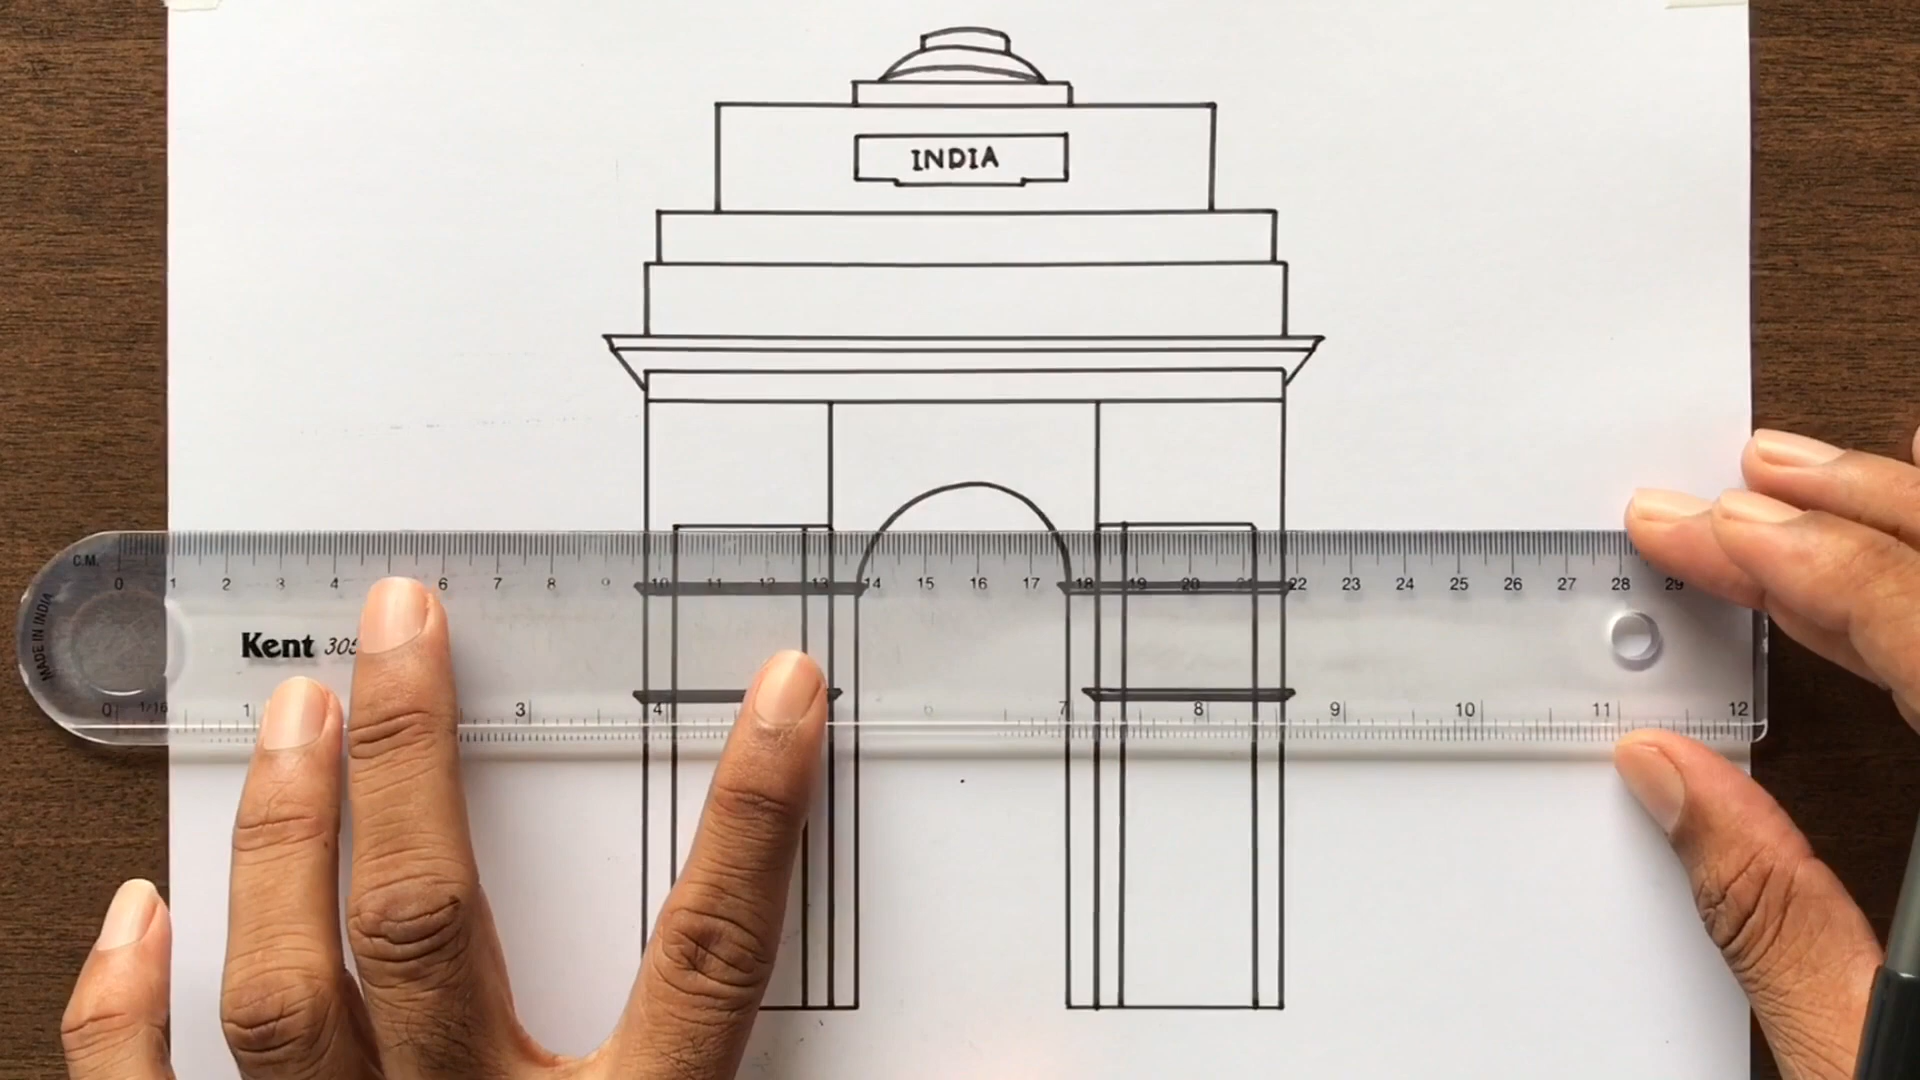 INDIA
C.M.
0 1 2 3 4 6 7 8 9 10 11 12 13 14 15 16 17 18 19 20 21 22 23 24 25 26 27 28 29
MADE IN INDIA
Kent 305
0 1/16 1 3 4 6 7 8 9 10 11 12